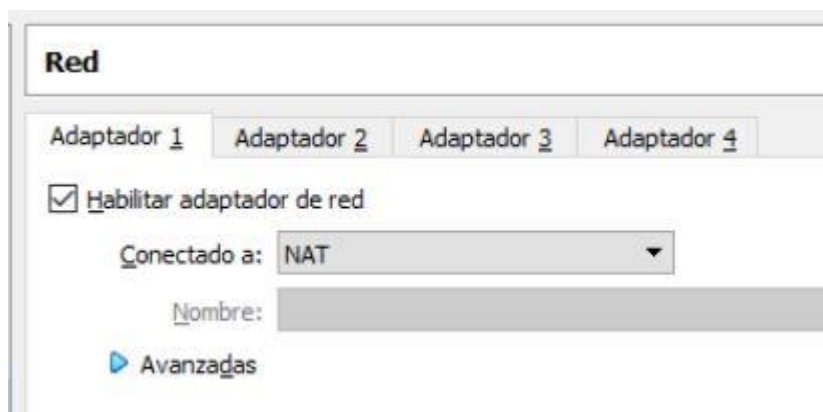 Red
Adaptador 1 Adaptador 2 Adaptador 3 Adaptador 4
Habilitar adaptador de red
Conectado a: NAT
Nombre:
Avanzadas